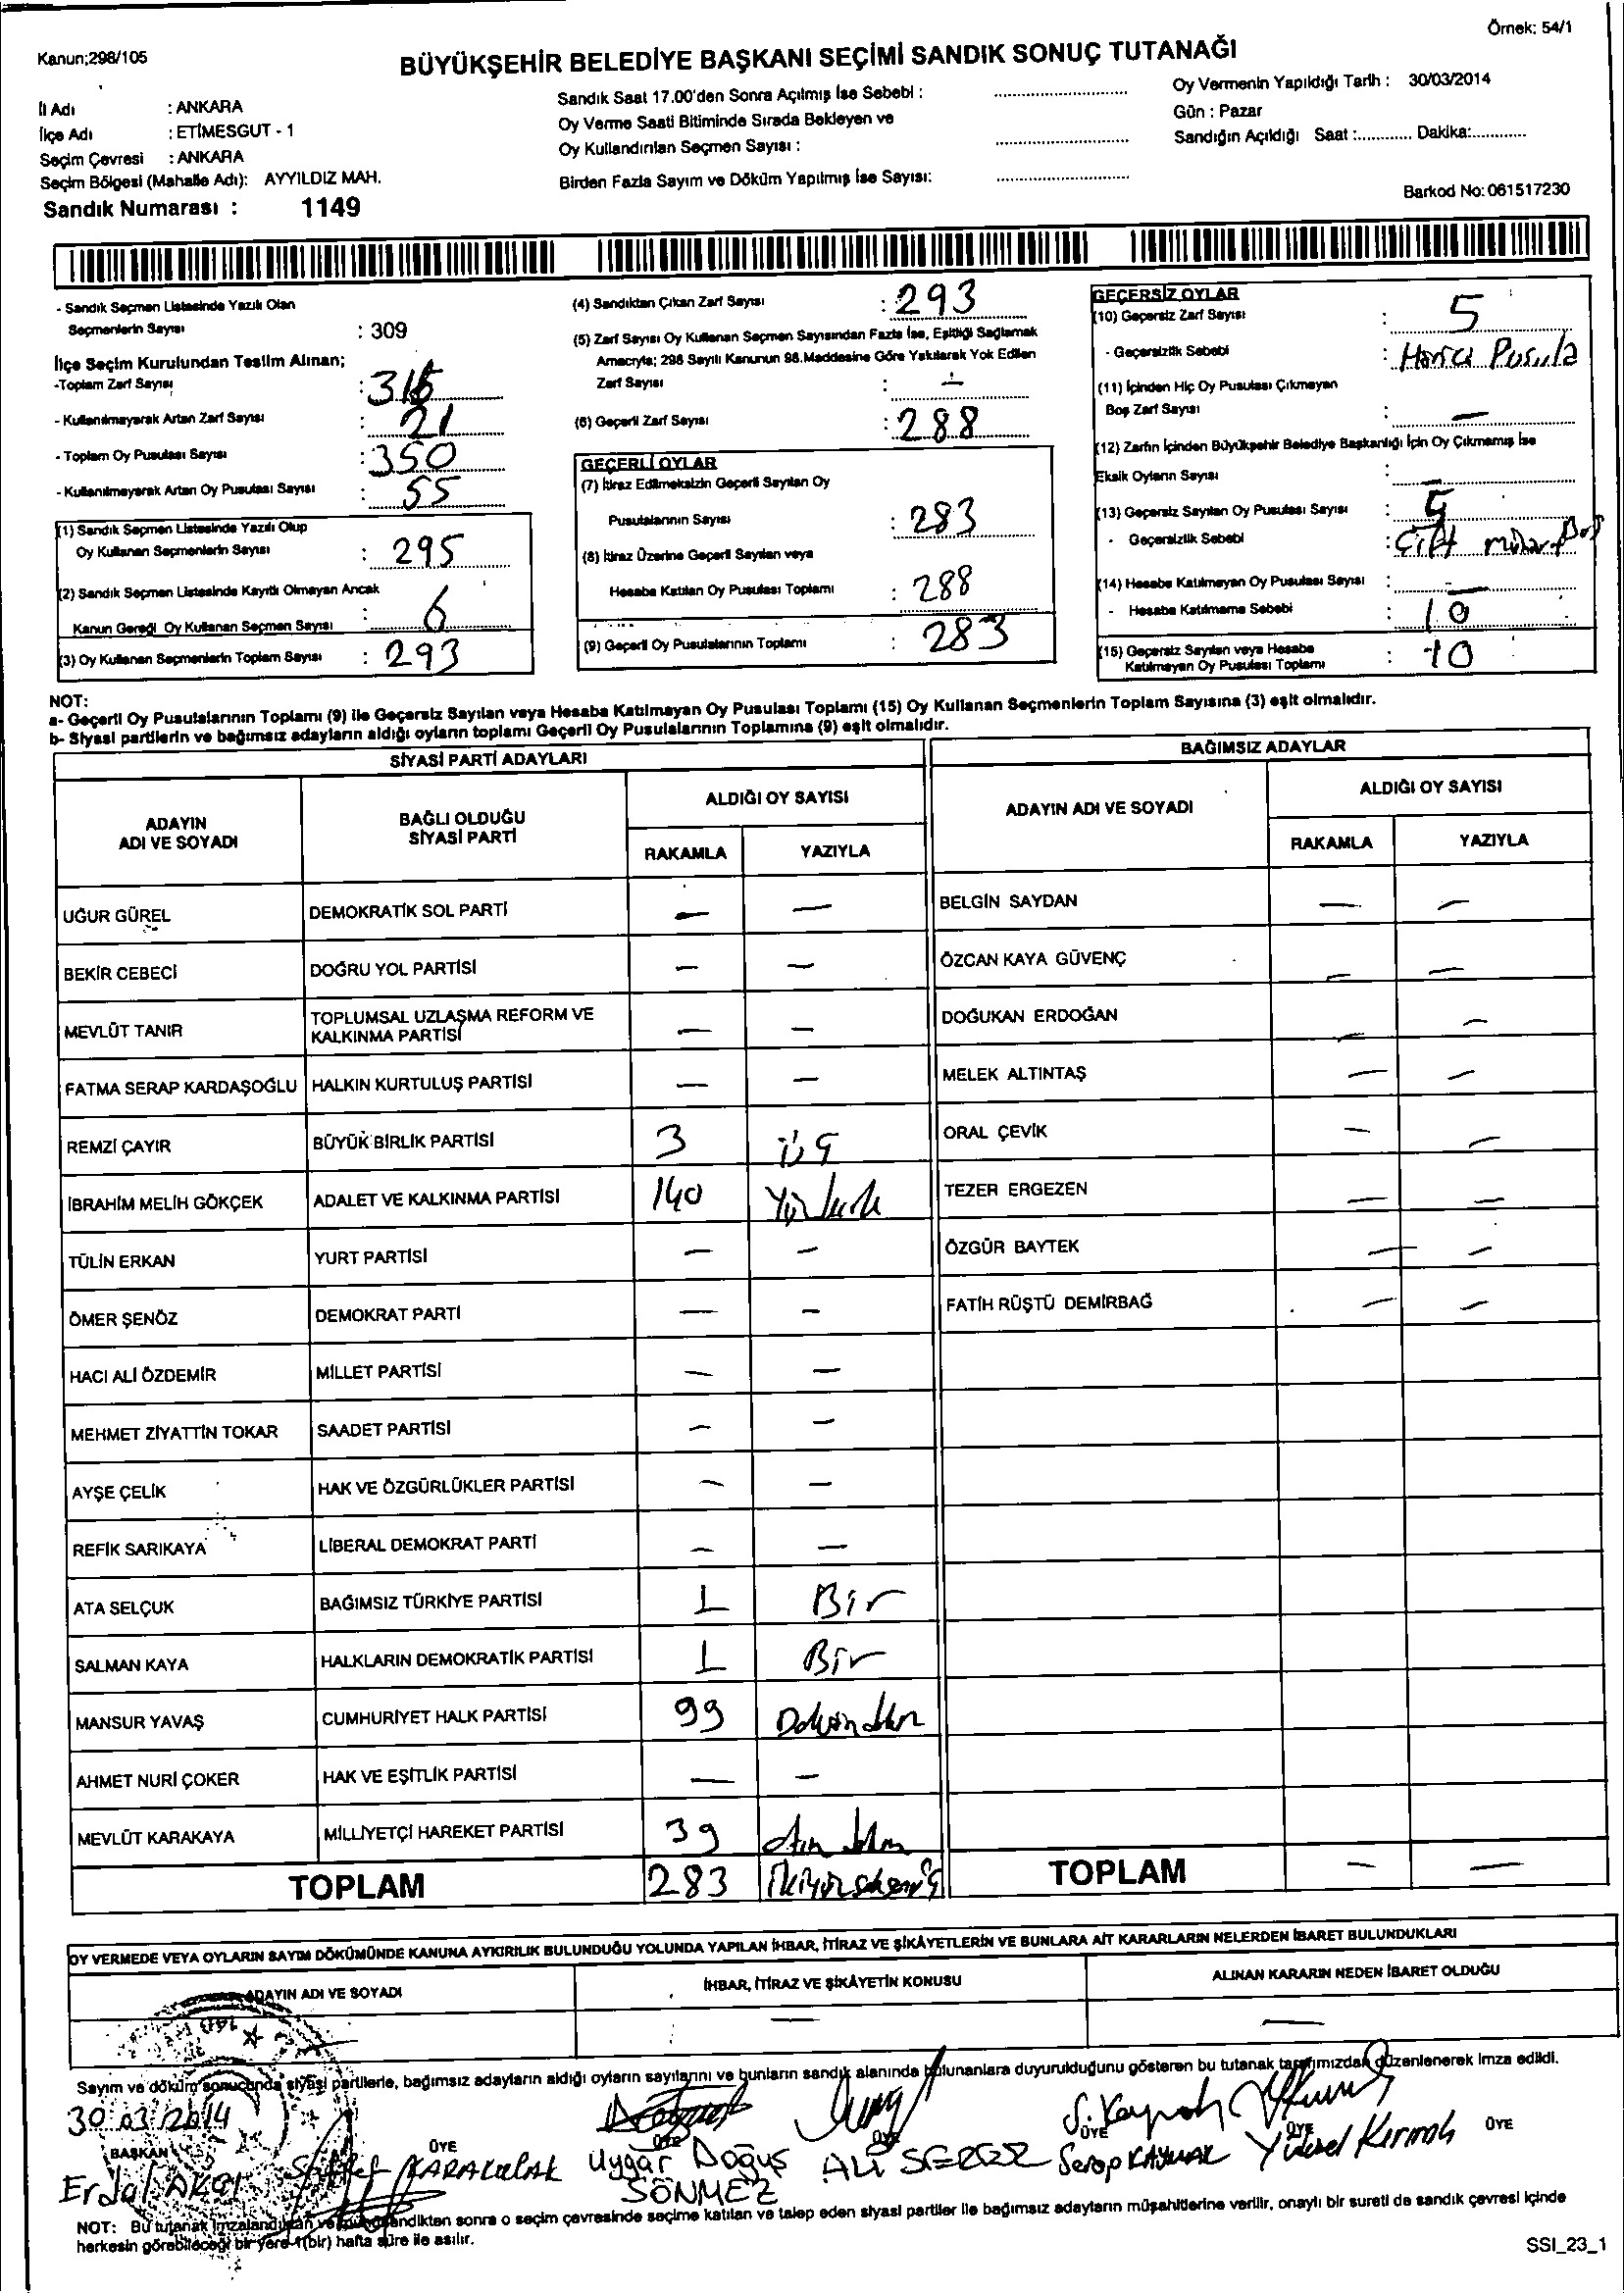 Örnek: 54/1
Kanun;298/105
BÜYÜKŞEHİR BELEDİYE BAŞKANI SEÇİMİ SANDIK SONUÇ TUTANAĞI
İl Adı : ANKARA
İlçe Adı : ETİMESGUT - 1
Seçim Çevresi : ANKARA
Seçim Bölgesi (Mahalle Adı): AYYILDIZ MAH.
Sandık Numarası : 1149
Sandık Saat 17.00'den Sonra Açılmış İse Sebebi :
Oy Verme Saati Bitiminde Sırada Bekleyen ve
Oy Kullandırılan Seçmen Sayısı :
Birden Fazla Sayım ve Döküm Yapılmış İse Sayısı:
Oy Vermenin Yapıldığı Tarih : 30/03/2014
Gün : Pazar
Sandığın Açıldığı Saat :............ Dakika:............
Barkod No: 061517230
- Sandık Seçmen Listesinde Yazılı Olan
Seçmenlerin Sayısı : 309
İlçe Seçim Kurulundan Teslim Alınan;
-Toplam Zarf Sayısı :
- Kullanılmayarak Artan Zarf Sayısı : 21
- Toplam Oy Pusulası Sayısı : 350
- Kullanılmayarak Artan Oy Pusulası Sayısı : 55
(1) Sandık Seçmen Listesinde Yazılı Olup
Oy Kullanan Seçmenlerin Sayısı : 295
(2) Sandık Seçmen Listesinde Kayıtlı Olmayan Ancak
Kanun Gereği Oy Kullanan Seçmen Sayısı : 6
(3) Oy Kullanan Seçmenlerin Toplam Sayısı : 293
(4) Sandıktan Çıkan Zarf Sayısı : 293
(5) Zarf Sayısı Oy Kullanan Seçmen Sayısından Fazla İse, Eşitliği Sağlamak
Amacıyla; 298 Sayılı Kanunun 98.Maddesine Göre Yakılarak Yok Edilen
Zarf Sayısı : —
(6) Geçerli Zarf Sayısı : 288
GEÇERLİ OYLAR
(7) İtiraz Edilmeksizin Geçerli Sayılan Oy
Pusulalarının Sayısı : 283
(8) İtiraz Üzerine Geçerli Sayılan veya
Hesaba Katılan Oy Pusulası Toplamı : 288
(9) Geçerli Oy Pusulalarının Toplamı : 283
GEÇERSİZ OYLAR
(10) Geçersiz Zarf Sayısı : 5
- Geçersizlik Sebebi : Harici Pusula
(11) İçinden Hiç Oy Pusulası Çıkmayan
Boş Zarf Sayısı : —
(12) Zarfın İçinden Büyükşehir Belediye Başkanlığı İçin Oy Çıkmamış İse
Eksik Oyların Sayısı : —
(13) Geçersiz Sayılan Oy Pusulası Sayısı : 5
- Geçersizlik Sebebi : Çift
(14) Hesaba Katılmayan Oy Pusulası Sayısı : —
- Hesaba Katılmama Sebebi : 10
(15) Geçersiz Sayılan veya Hesaba
Katılmayan Oy Pusulası Toplamı : 10
NOT:
a- Geçerli Oy Pusulalarının Toplamı (9) ile Geçersiz Sayılan veya Hesaba Katılmayan Oy Pusulası Toplamı (15) Oy Kullanan Seçmenlerin Toplam Sayısına (3) eşit olmalıdır.
b- Siyasi partilerin ve bağımsız adayların aldığı oyların toplamı Geçerli Oy Pusulalarının Toplamına (9) eşit olmalıdır.
SİYASİ PARTİ ADAYLARI
ADAYIN ADI VE SOYADI
BAĞLI OLDUĞU SİYASİ PARTİ
ALDIĞI OY SAYISI
RAKAMLA YAZIYLA
UĞUR GÜREL DEMOKRATİK SOL PARTİ — —
BEKİR CEBECİ DOĞRU YOL PARTİSİ — —
MEVLÜT TANIR TOPLUMSAL UZLAŞMA REFORM VE KALKINMA PARTİSİ — —
FATMA SERAP KARDAŞOĞLU HALKIN KURTULUŞ PARTİSİ — —
REMZİ ÇAYIR BÜYÜK BİRLİK PARTİSİ 3 üç
İBRAHİM MELİH GÖKÇEK ADALET VE KALKINMA PARTİSİ 140 Yüzkırk
TÜLİN ERKAN YURT PARTİSİ — —
ÖMER ŞENÖZ DEMOKRAT PARTİ — —
HACI ALİ ÖZDEMİR MİLLET PARTİSİ — —
MEHMET ZİYATTİN TOKAR SAADET PARTİSİ — —
AYŞE ÇELİK HAK VE ÖZGÜRLÜKLER PARTİSİ — —
REFİK SARIKAYA LİBERAL DEMOKRAT PARTİ — —
ATA SELÇUK BAĞIMSIZ TÜRKİYE PARTİSİ 1 Bir
SALMAN KAYA HALKLARIN DEMOKRATİK PARTİSİ 1 Bir
MANSUR YAVAŞ CUMHURİYET HALK PARTİSİ 99 Doksandokuz
AHMET NURİ ÇOKER HAK VE EŞİTLİK PARTİSİ — —
MEVLÜT KARAKAYA MİLLİYETÇİ HAREKET PARTİSİ 39
TOPLAM 283 İkiyüzseksenüç
BAĞIMSIZ ADAYLAR
ADAYIN ADI VE SOYADI
ALDIĞI OY SAYISI
RAKAMLA YAZIYLA
BELGİN SAYDAN — —
ÖZCAN KAYA GÜVENÇ — —
DOĞUKAN ERDOĞAN — —
MELEK ALTINTAŞ — —
ORAL ÇEVİK — —
TEZER ERGEZEN — —
ÖZGÜR BAYTEK — —
FATİH RÜŞTÜ DEMİRBAĞ — —
TOPLAM — —
OY VERMEDE VEYA OYLARIN SAYIM DÖKÜMÜNDE KANUNA AYKIRILIK BULUNDUĞU YOLUNDA YAPILAN İHBAR, İTİRAZ VE ŞİKÂYETLERİN VE BUNLARA AİT KARARLARIN NELERDEN İBARET BULUNDUKLARI
ADAYIN ADI VE SOYADI
İHBAR, İTİRAZ VE ŞİKÂYETİN KONUSU
ALINAN KARARIN NEDEN İBARET OLDUĞU
Sayım ve döküm sonucunda siyasi partilerle, bağımsız adayların aldığı oyların sayılarını ve bunların sandık alanında bulunanlara duyurulduğunu gösteren bu tutanak tarafımızdan düzenlenerek imza edildi.
30.03.2014
S. Kaynak
BAŞKAN ÜYE ÜYE ÜYE ÜYE ÜYE ÜYE
Erdal KARAKULAK Uygar Doğuş SÖNMEZ ALİ SEZER Serap KAYNAK Yüksel Kırmalı
NOT: Bu tutanak imzalandıktan ve sonra o seçim çevresinde seçime katılan ve talep eden siyasi partiler ile bağımsız adayların müşahitlerine verilir, onaylı bir sureti de sandık çevresi içinde
herkesin görebileceği bir yere 1(bir) hafta süre ile asılır.
SSI_23_1